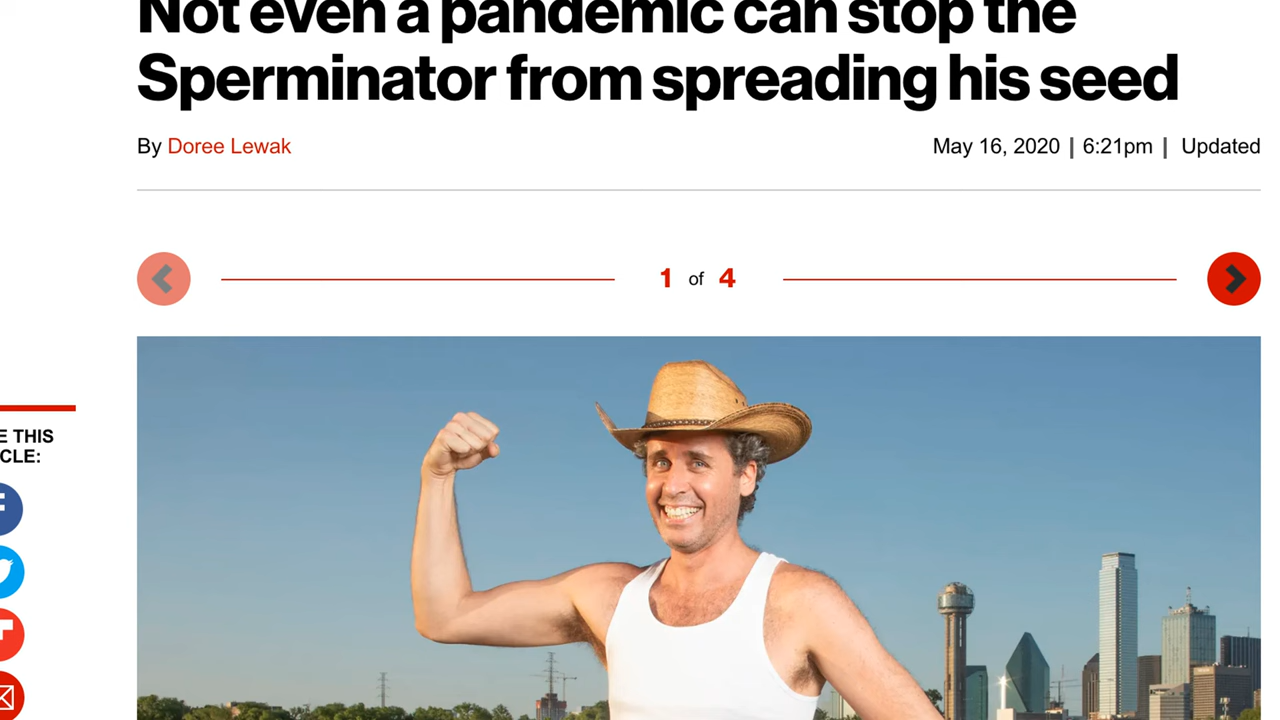 Not even a pandemic can stop the
Sperminator from spreading his seed
By Doree Lewak
May 16, 2020 | 6:21pm | Updated
1 of 4
E THIS
CLE: